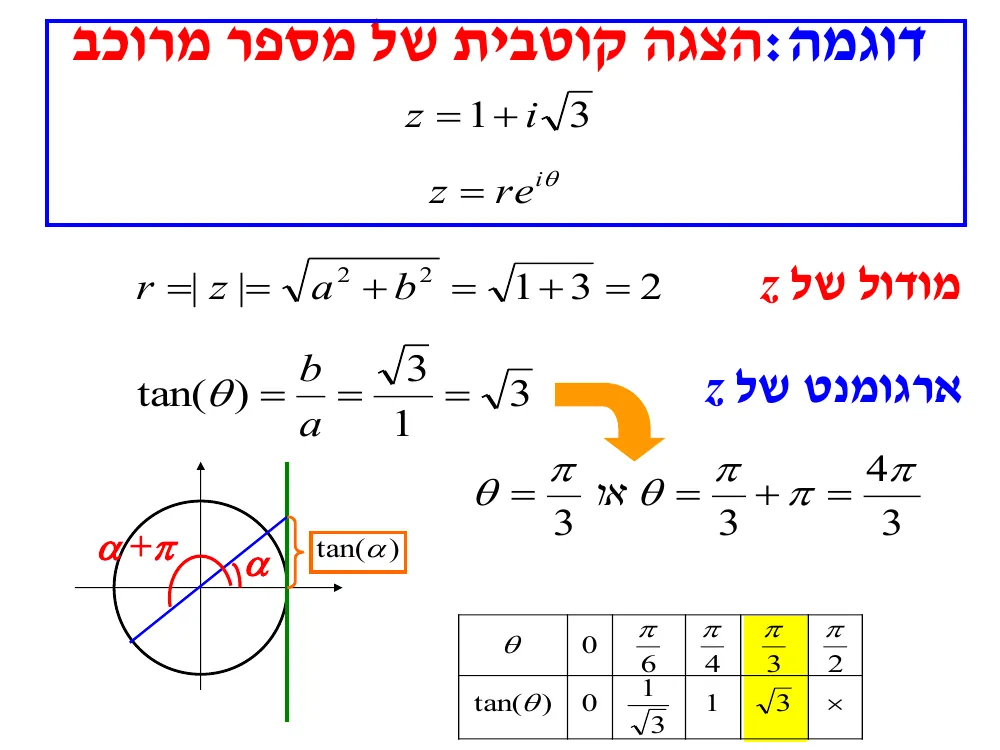 דוגמה: הצגה קוטבית של מספר מרוכב
z = 1 + i√3
z = re^{iθ}
מודול של z
r =| z |= √(a² + b²) = √(1 + 3) = 2
ארגומנט של z
tan(θ) = b/a = √3/1 = √3
θ = π/3 או θ = π/3 + π = 4π/3
α + π
α
tan(α)
θ 0 π/6 π/4 π/3 π/2
tan(θ) 0 1/√3 1 √3 ×